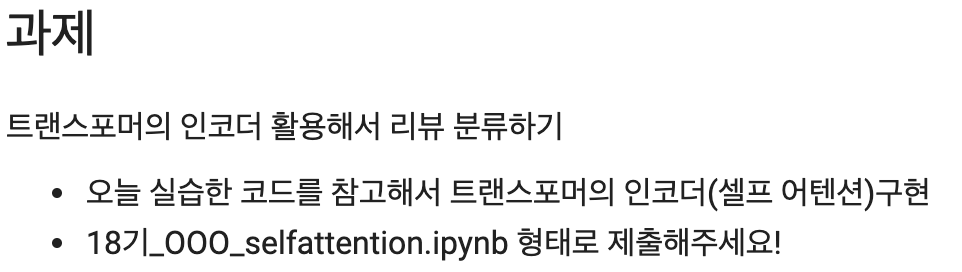 과제
트랜스포머의 인코더 활용해서 리뷰 분류하기
• 오늘 실습한 코드를 참고해서 트랜스포머의 인코더(셀프 어텐션)구현
• 18기_OOO_selfattention.ipynb 형태로 제출해주세요!